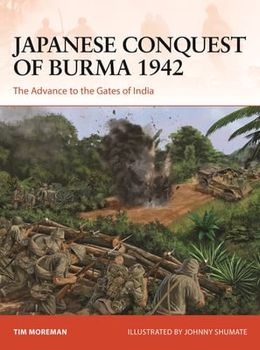 JAPANESE CONQUEST
OF BURMA 1942
The Advance to the Gates of India
TIM MOREMAN
ILLUSTRATED BY JOHNNY SHUMATE